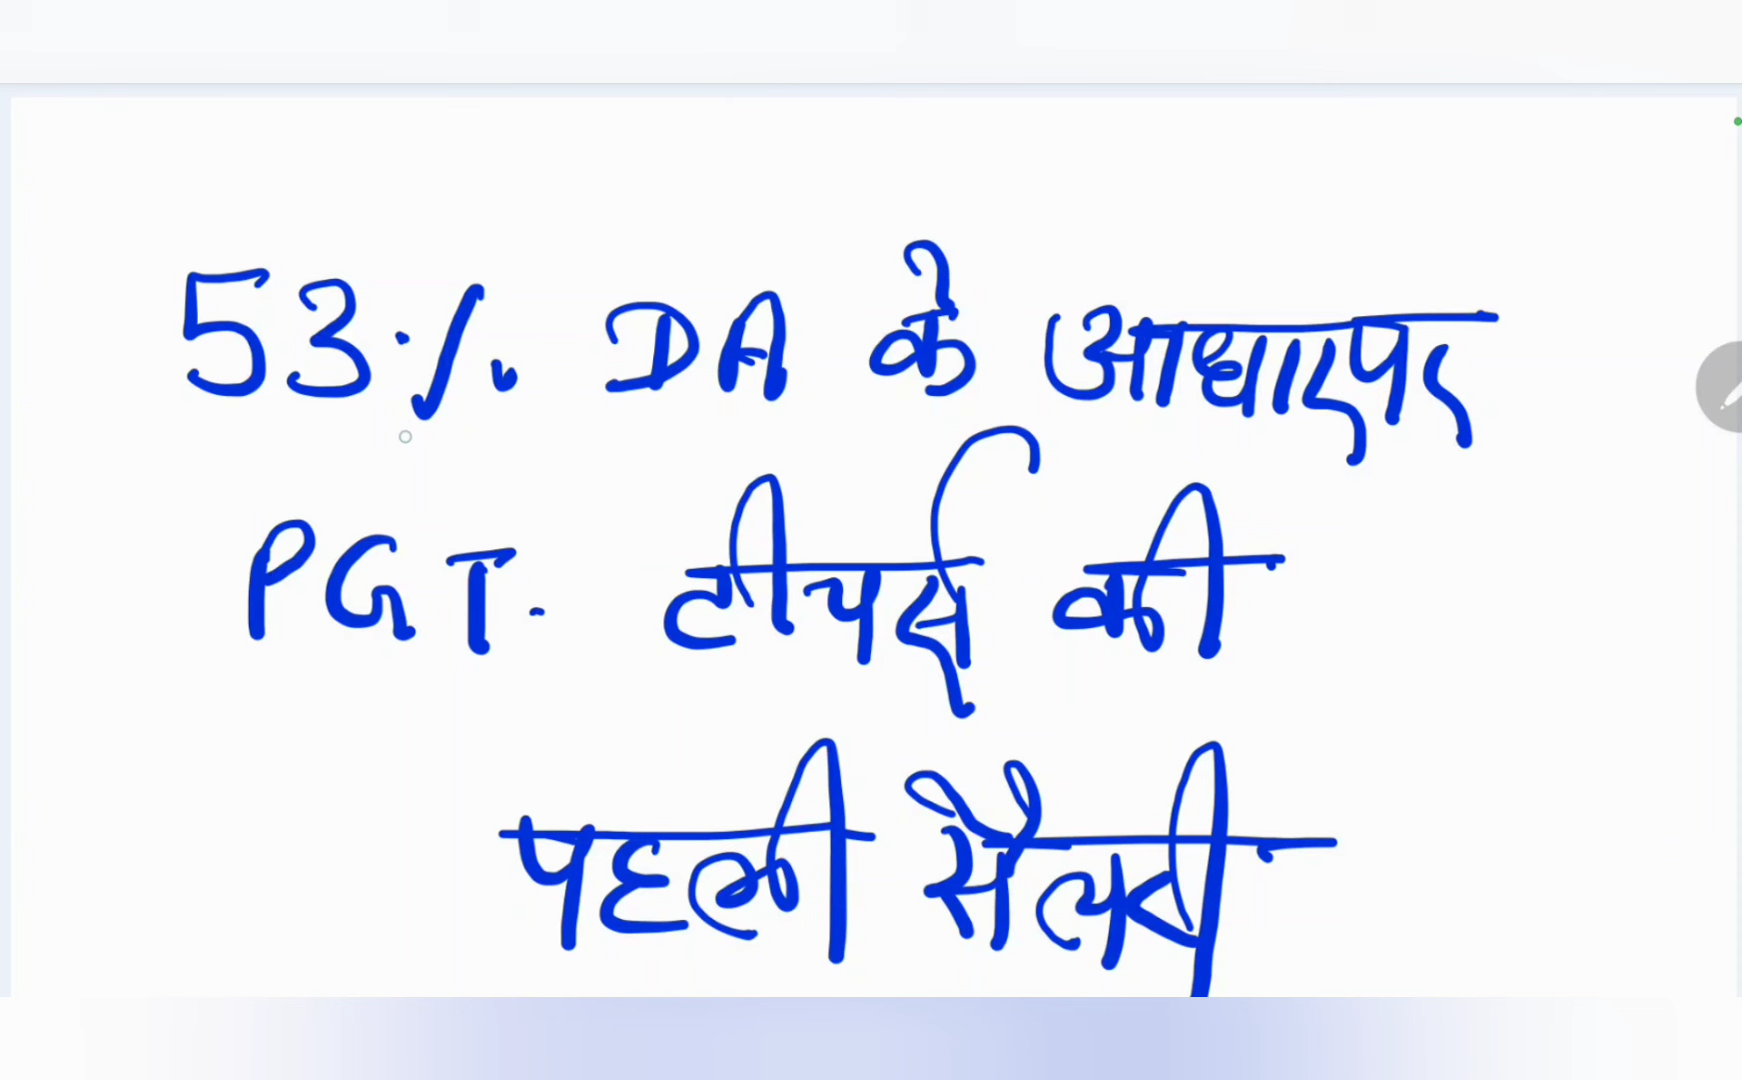 53% DA के आधार पर
PGT. टीचर्स की
पहली सैलरी